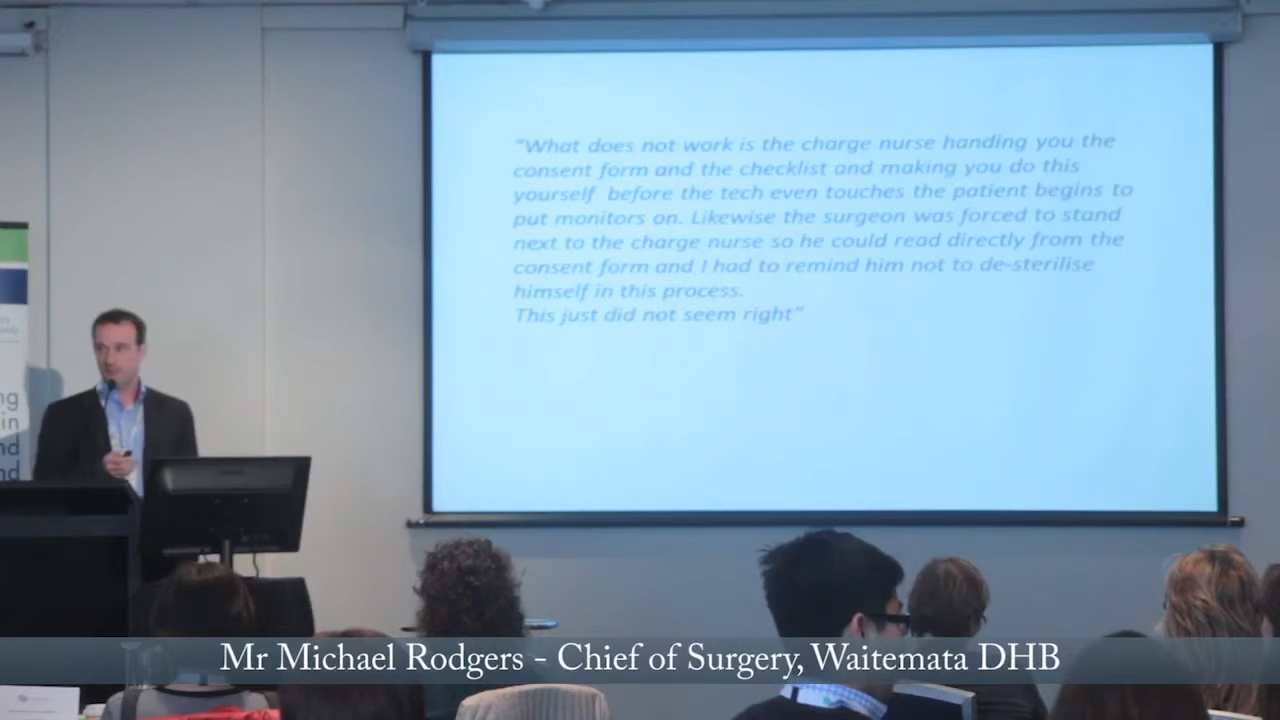 "What does not work is the charge nurse handing you the
consent form and the checklist and making you do this
yourself before the tech even touches the patient begins to
put monitors on. Likewise the surgeon was forced to stand
next to the charge nurse so he could read directly from the
consent form and I had to remind him not to de-sterilise
himself in this process.
This just did not seem right"
ng
in
nd
nd
Mr Michael Rodgers - Chief of Surgery, Waitemata DHB